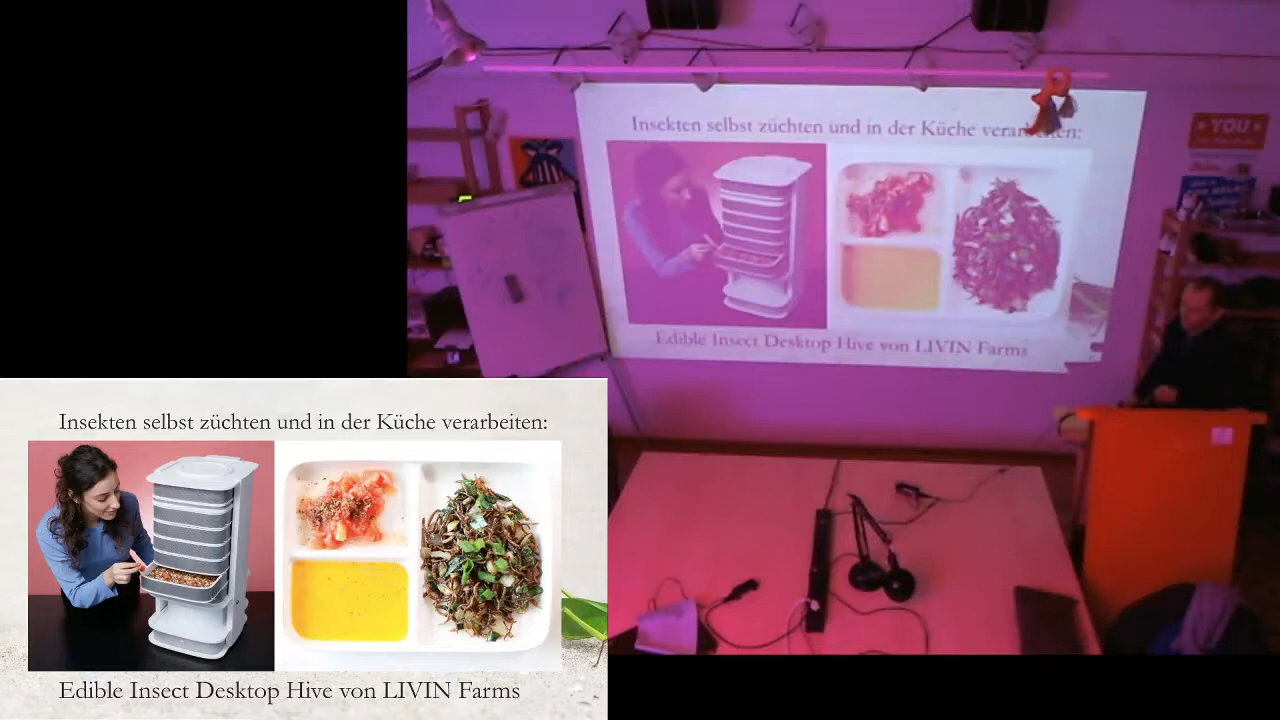 Insekten selbst züchten und in der Küche verarbeiten:
Edible Insect Desktop Hive von LIVIN Farms
YOU
Insekten selbst züchten und in der Küche verarbeiten:
Edible Insect Desktop Hive von LIVIN Farms